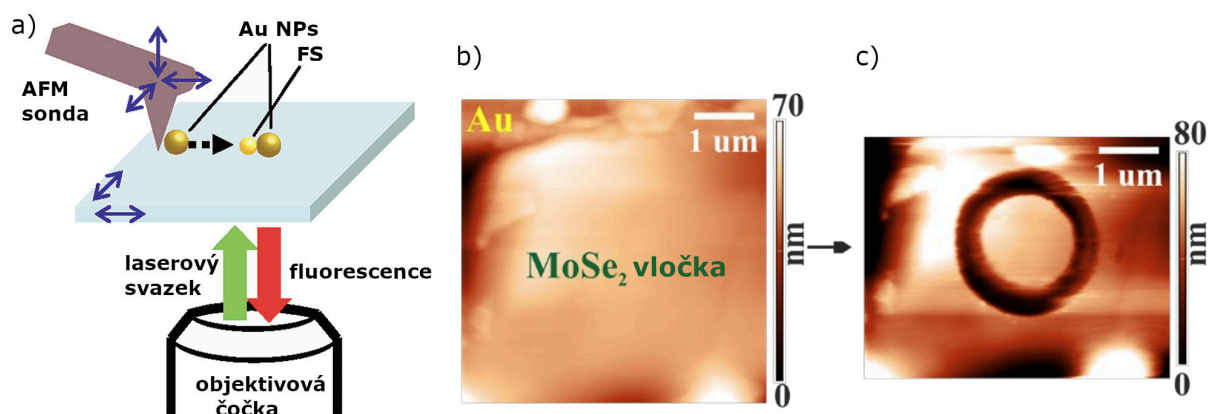 a)
Au NPs
FS
AFM
sonda
laserový
svazek
fluorescence
objektivová
čočka
b)
Au
1 um
MoSe₂ vločka
70
nm
0
c)
1 um
80
nm
0